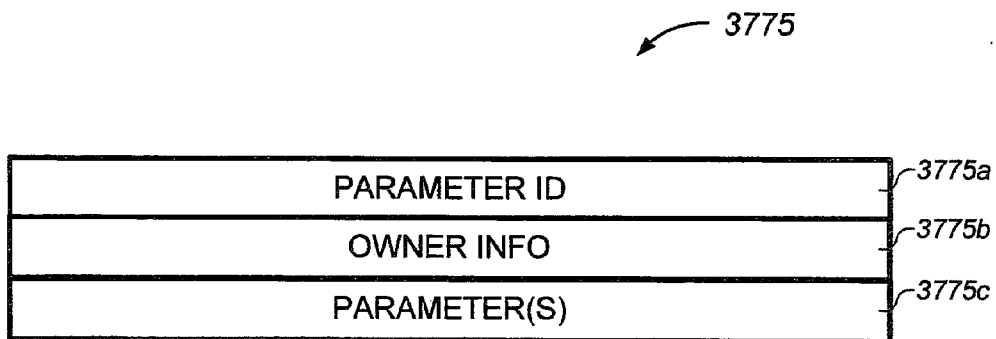 3775
PARAMETER ID
3775a
OWNER INFO
3775b
PARAMETER(S)
3775c